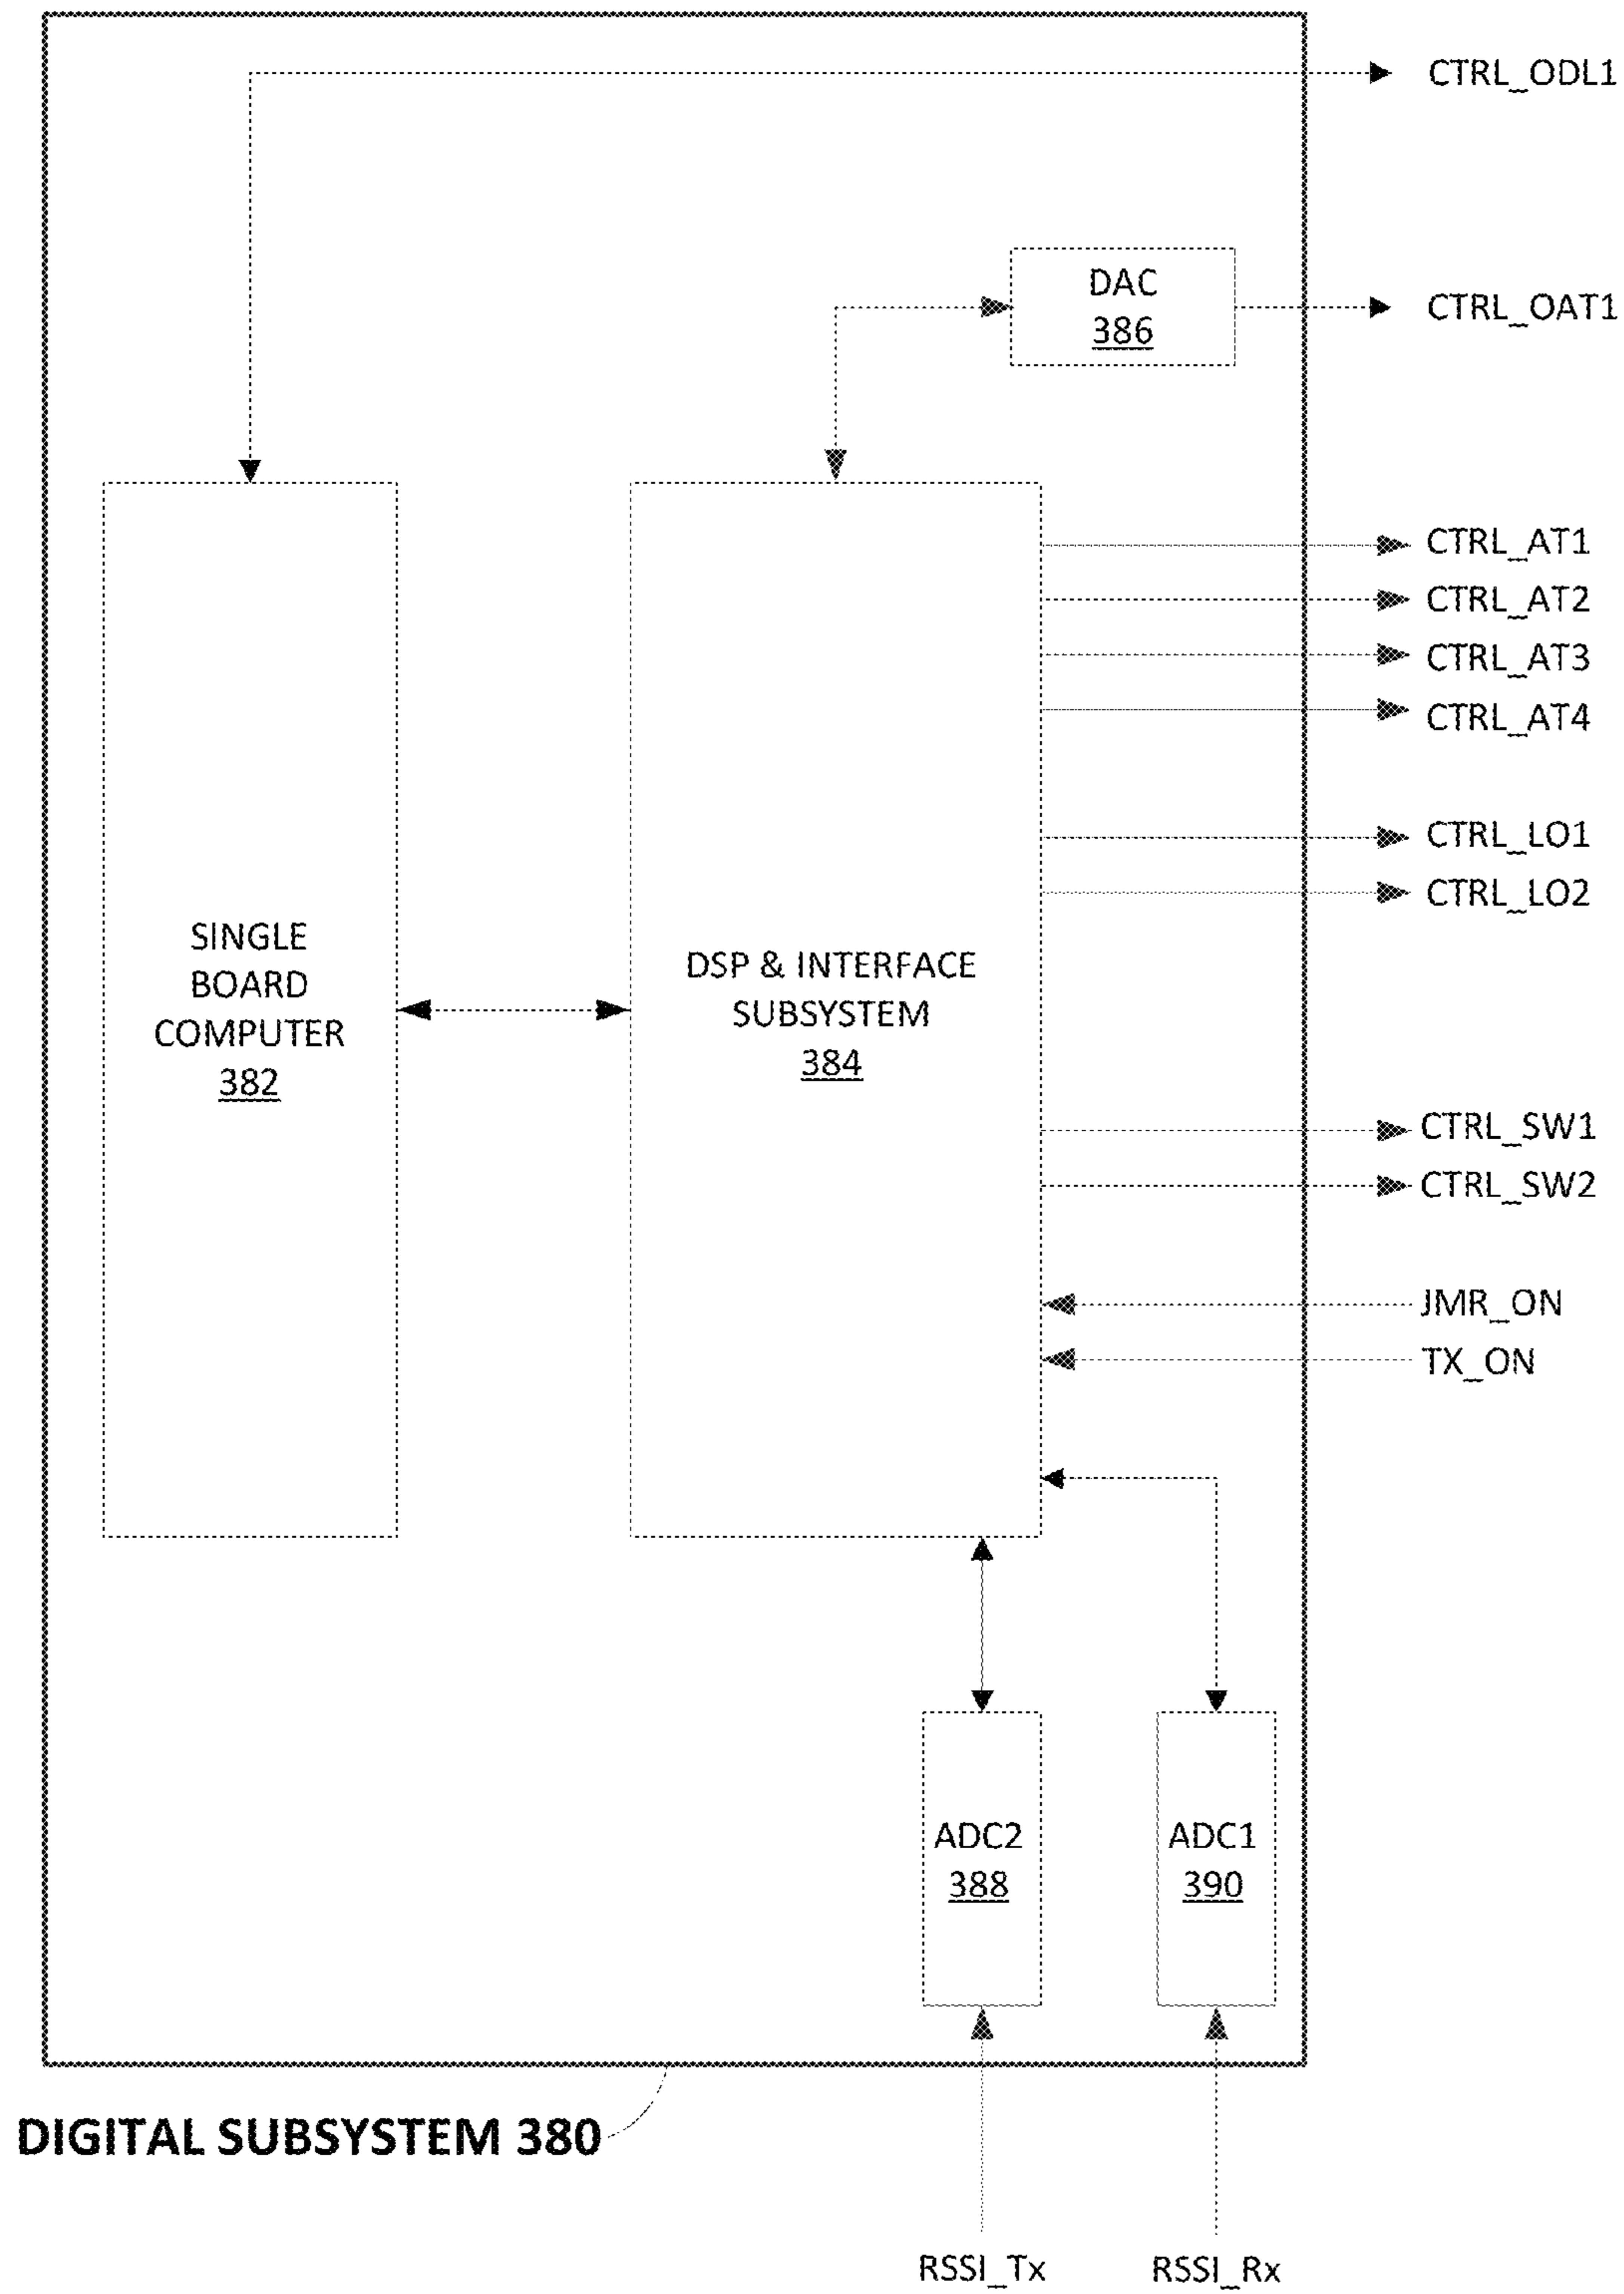 CTRL_ODL1
DAC
386
CTRL_OAT1
CTRL_AT1
CTRL_AT2
CTRL_AT3
CTRL_AT4
CTRL_LO1
CTRL_LO2
SINGLE
BOARD
COMPUTER
382
DSP & INTERFACE
SUBSYSTEM
384
CTRL_SW1
CTRL_SW2
JMR_ON
TX_ON
ADC2
388
ADC1
390
DIGITAL SUBSYSTEM 380
RSSI_Tx
RSSI_Rx